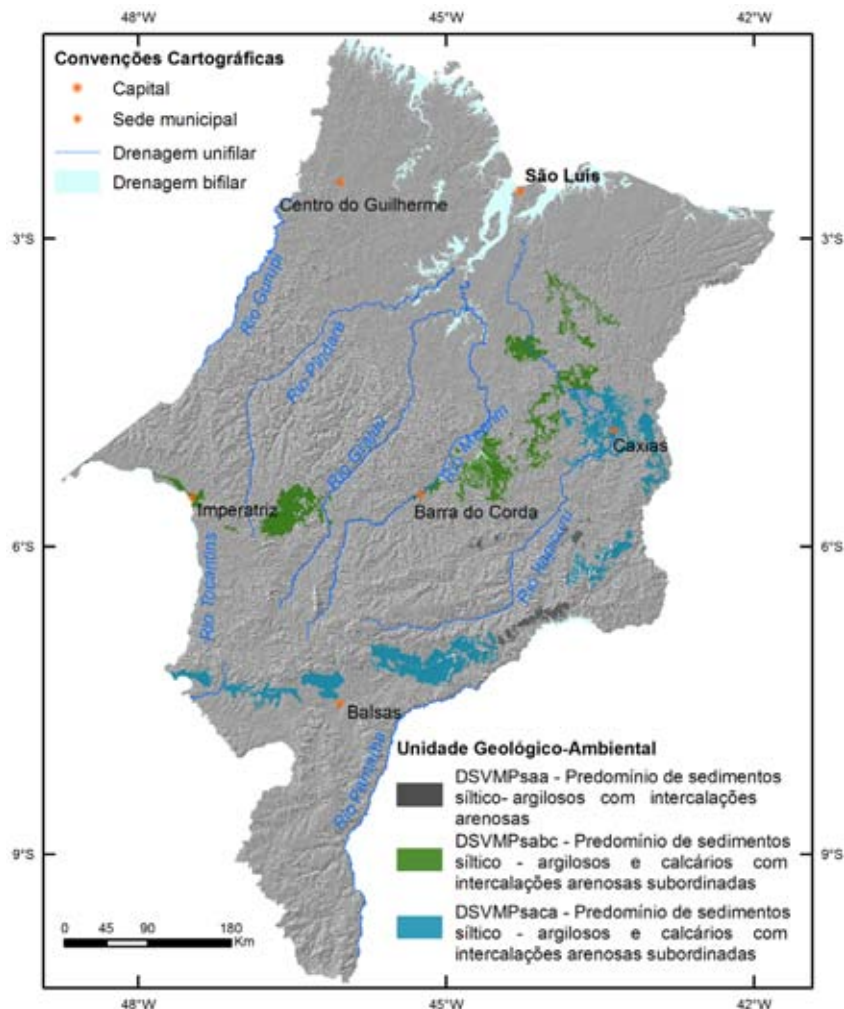 48°W 45°W 42°W
Convenções Cartográficas
Capital
Sede municipal
Drenagem unifilar
Drenagem bifilar
São Luís
Centro do Guilherme
3°S 3°S
Rio Gurupi
Rio Pindaré
Rio Grajaú
Rio Mearim
Caxias
Imperatriz
Barra do Corda
6°S 6°S
Rio Tocantins
Rio Itapecuru
Balsas
Rio Parnaíba
Unidade Geológico-Ambiental
DSVMPsaa - Predomínio de sedimentos
síltico- argilosos com intercalações
arenosas
DSVMPsabc - Predomínio de sedimentos
síltico - argilosos e calcários com
intercalações arenosas subordinadas
DSVMPsaca - Predomínio de sedimentos
síltico - argilosos e calcários com
intercalações arenosas subordinadas
9°S 9°S
0 45 90 180
Km
48°W 45°W 42°W